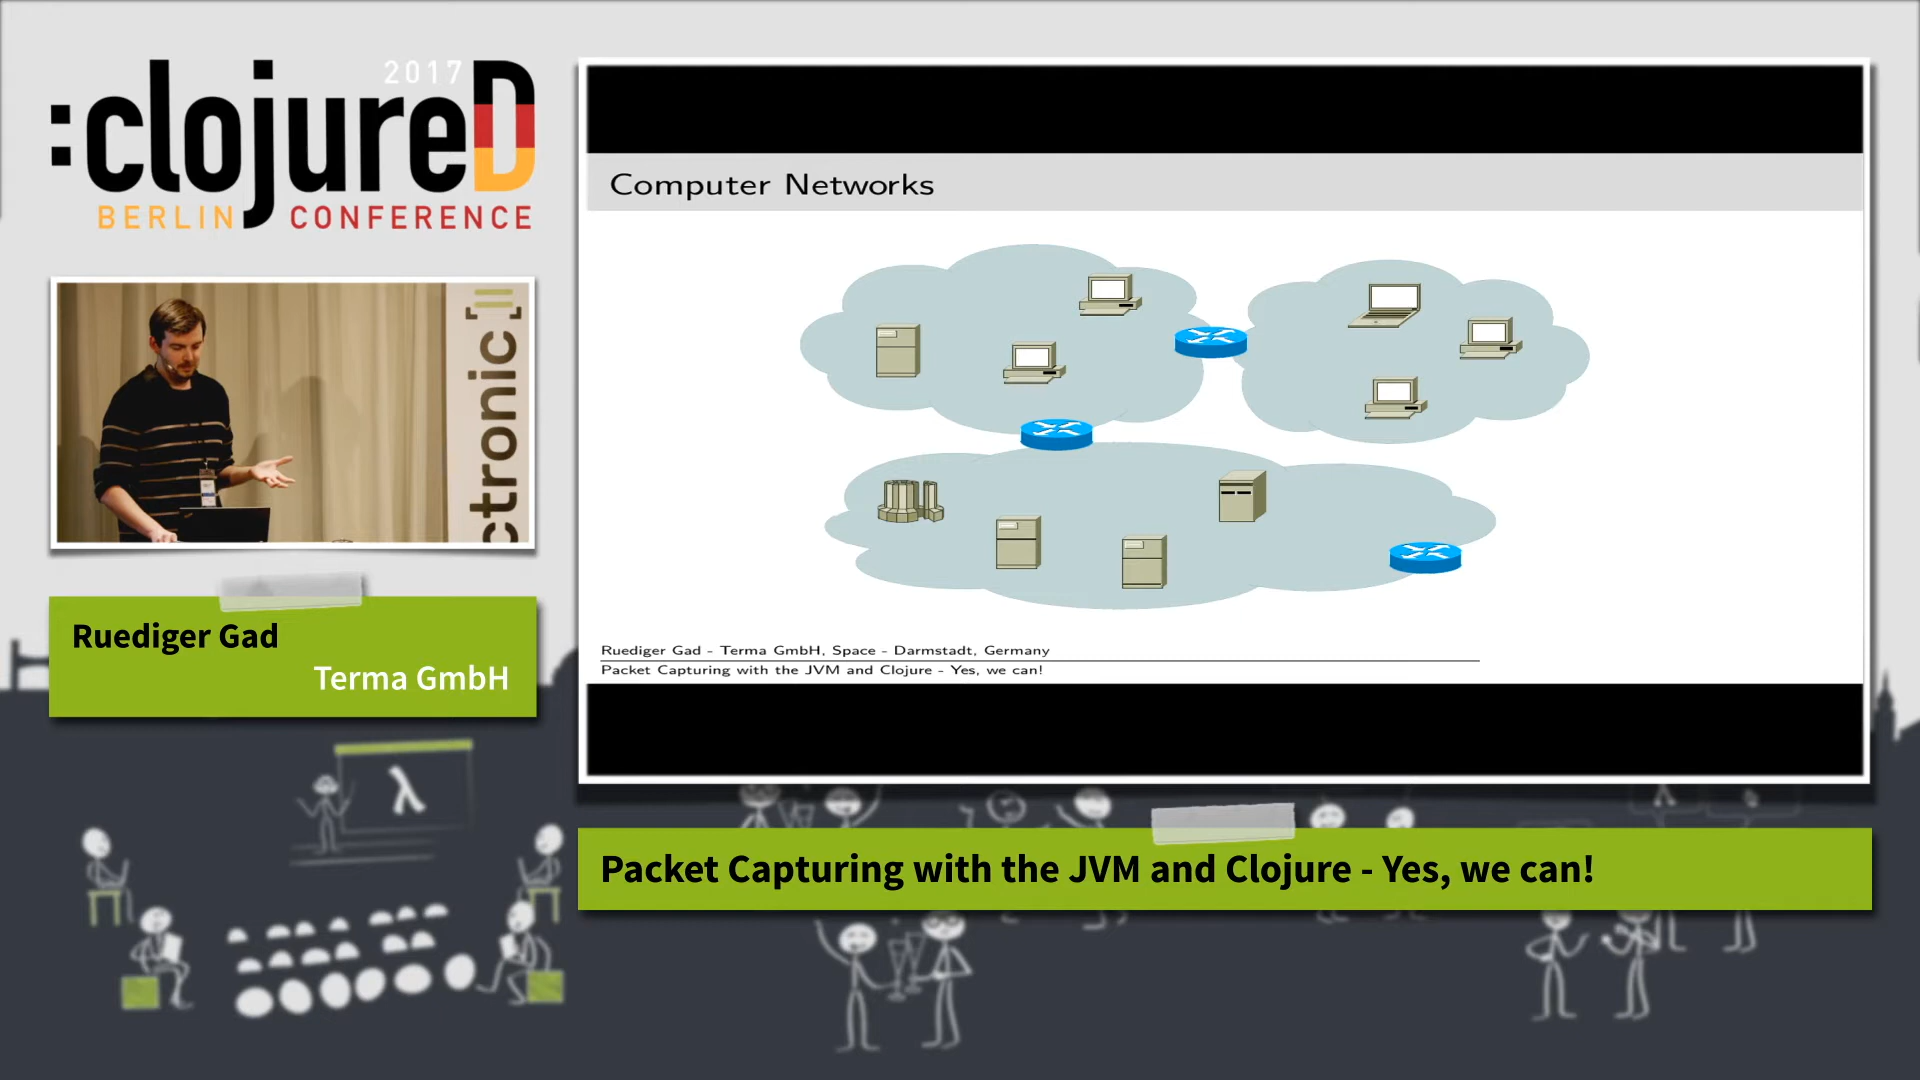 2017
:clojureD
BERLIN CONFERENCE
ctronic]
Ruediger Gad
Terma GmbH
Computer Networks
Ruediger Gad - Terma GmbH, Space - Darmstadt, Germany
Packet Capturing with the JVM and Clojure - Yes, we can!
λ
Packet Capturing with the JVM and Clojure - Yes, we can!